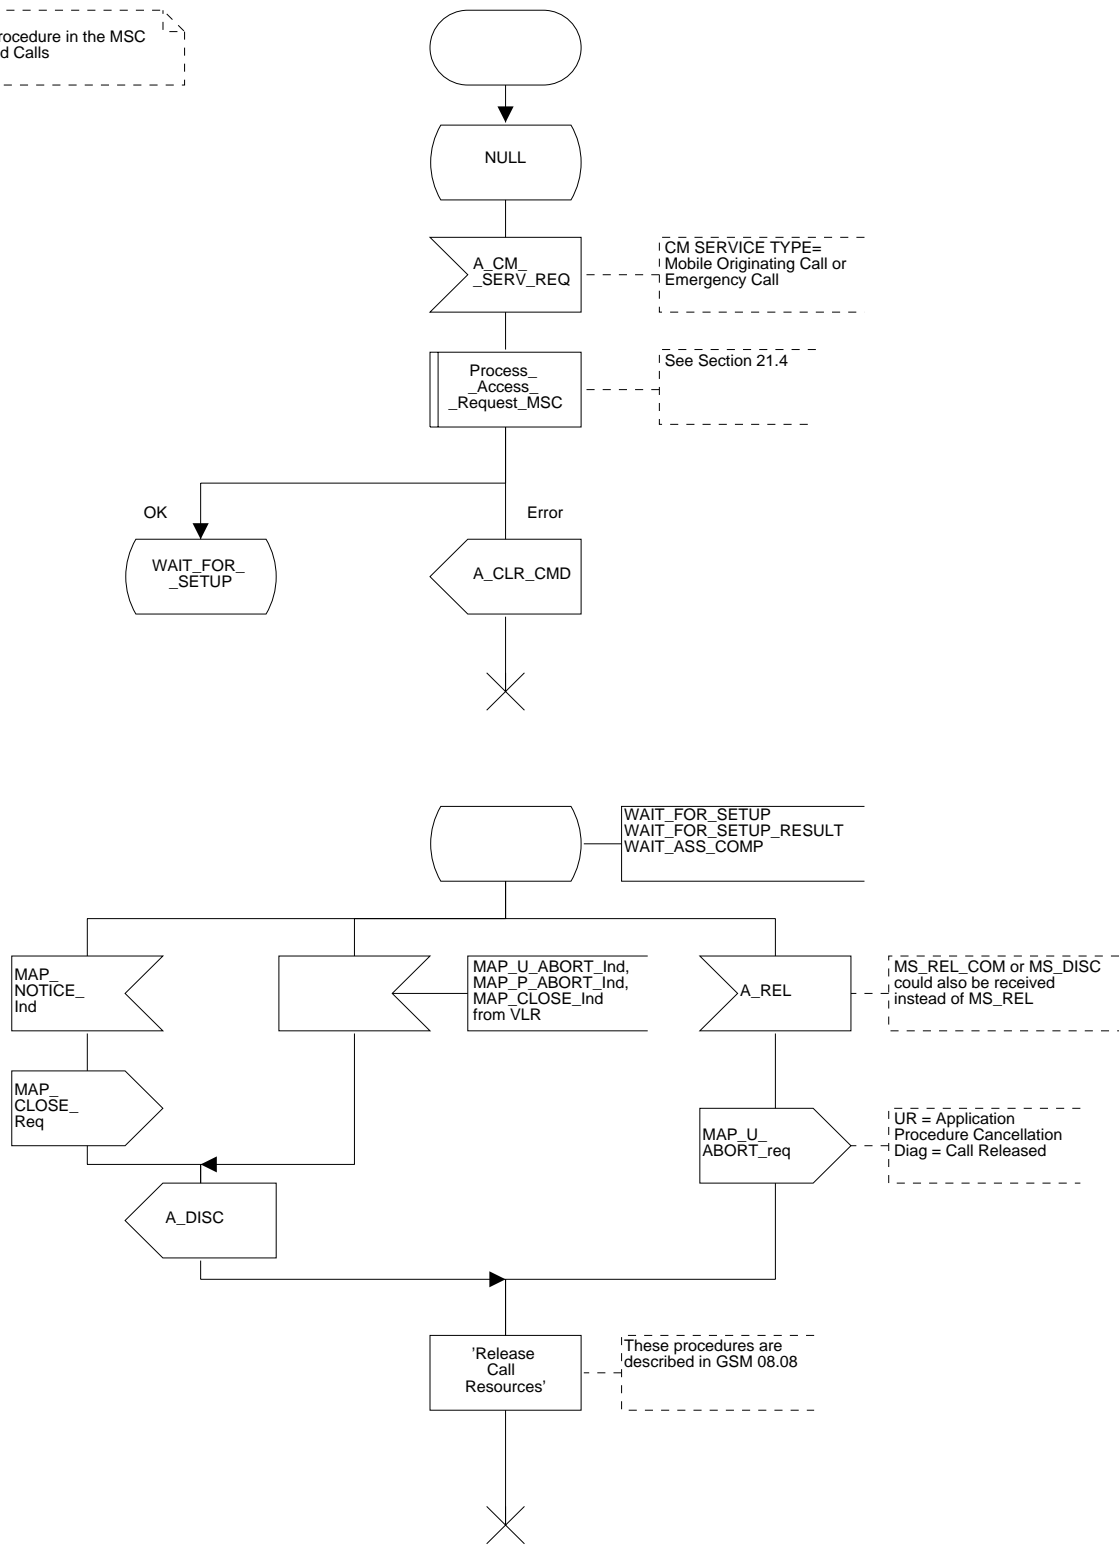 rocedure in the MSC
d Calls
NULL
A_CM_
_SERV_REQ
CM SERVICE TYPE=
Mobile Originating Call or
Emergency Call
Process_
_Access_
_Request_MSC
See Section 21.4
OK
Error
WAIT_FOR_
_SETUP
A_CLR_CMD
WAIT_FOR_SETUP
WAIT_FOR_SETUP_RESULT
WAIT_ASS_COMP
MAP_
NOTICE_
Ind
MAP_U_ABORT_Ind,
MAP_P_ABORT_Ind,
MAP_CLOSE_Ind
from VLR
A_REL
MS_REL_COM or MS_DISC
could also be received
instead of MS_REL
MAP_
CLOSE_
Req
MAP_U_
ABORT_req
UR = Application
Procedure Cancellation
Diag = Call Released
A_DISC
'Release
Call
Resources'
These procedures are
described in GSM 08.08